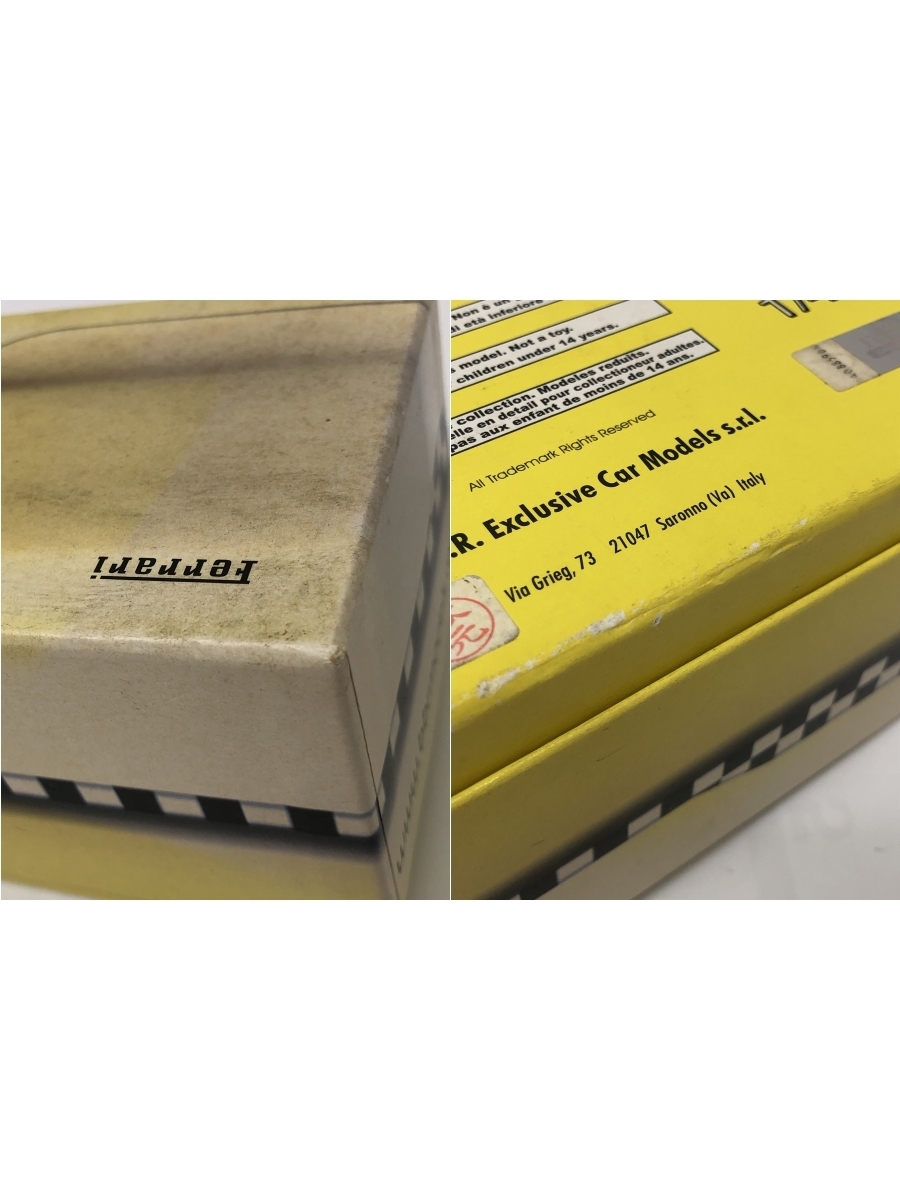 Ferrari
Non è un
di età inferiore
model. Not a toy.
children under 14 years.
collection. Modeles reduits.
elle en detail pour collectioneur adultes.
pas aux enfant de moins de 14 ans.
All Trademark Rights Reserved
.R. Exclusive Car Models s.r.l.
Via Grieg, 73 21047 Saronno (Va) Italy